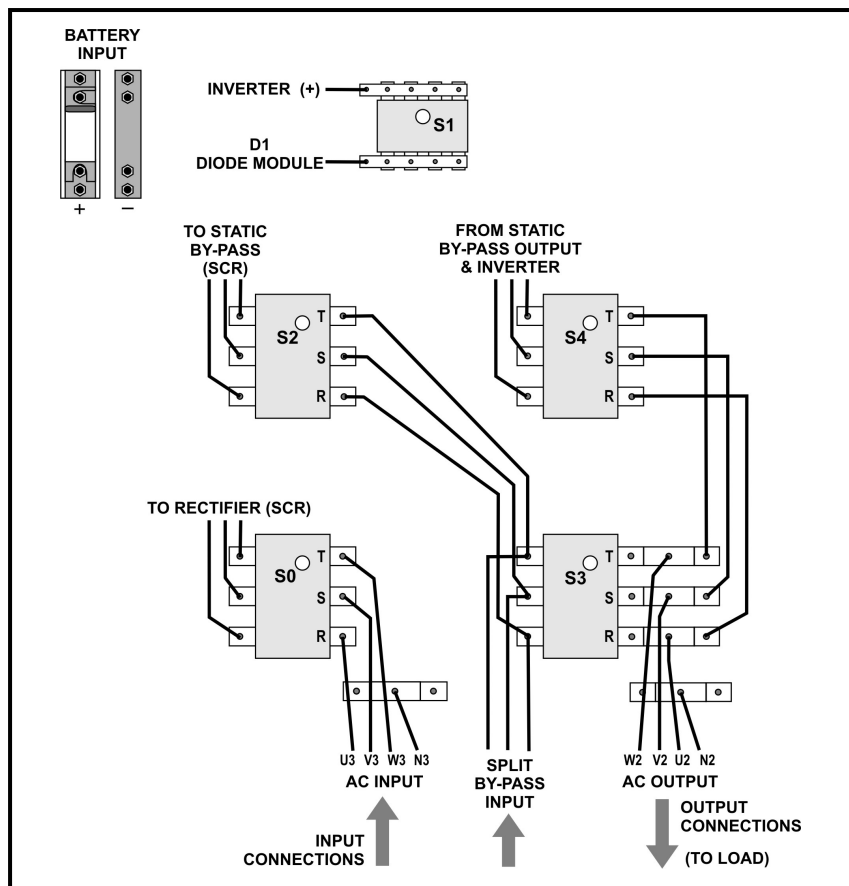 BATTERY
INPUT
+ −
INVERTER (+)
S1
D1
DIODE MODULE
TO STATIC
BY-PASS
(SCR)
S2
T
S
R
FROM STATIC
BY-PASS OUTPUT
& INVERTER
S4
T
S
R
TO RECTIFIER (SCR)
S0
T
S
R
S3
T
S
R
U3 V3 W3 N3
AC INPUT
INPUT
CONNECTIONS
SPLIT
BY-PASS
INPUT
W2 V2 U2 N2
AC OUTPUT
OUTPUT
CONNECTIONS
(TO LOAD)